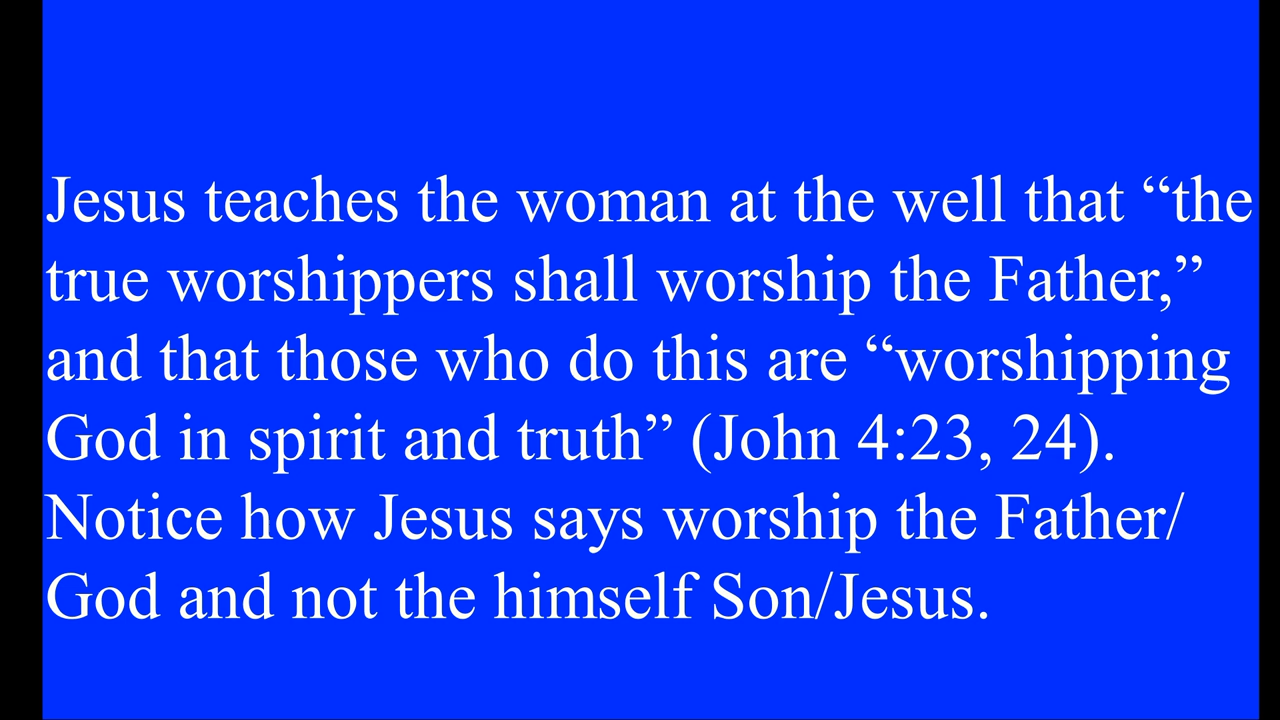 Jesus teaches the woman at the well that “the
true worshippers shall worship the Father,”
and that those who do this are “worshipping
God in spirit and truth” (John 4:23, 24).
Notice how Jesus says worship the Father/
God and not the himself Son/Jesus.